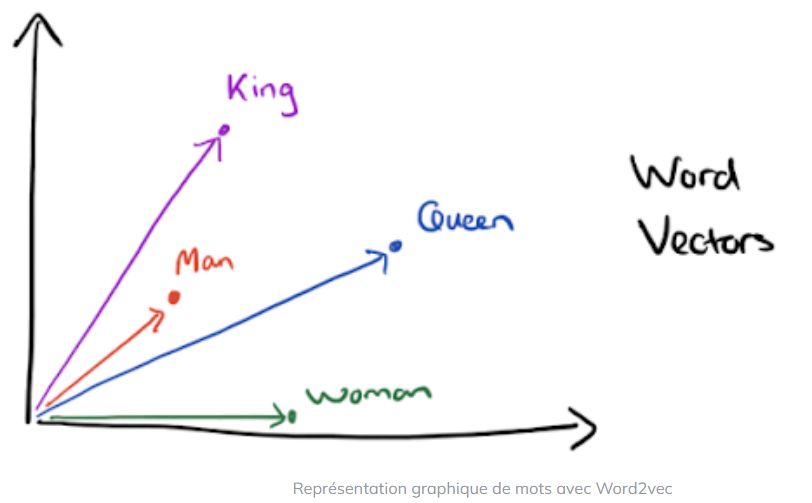 King
Queen
Man
Woman
Word
Vectors
Représentation graphique de mots avec Word2vec